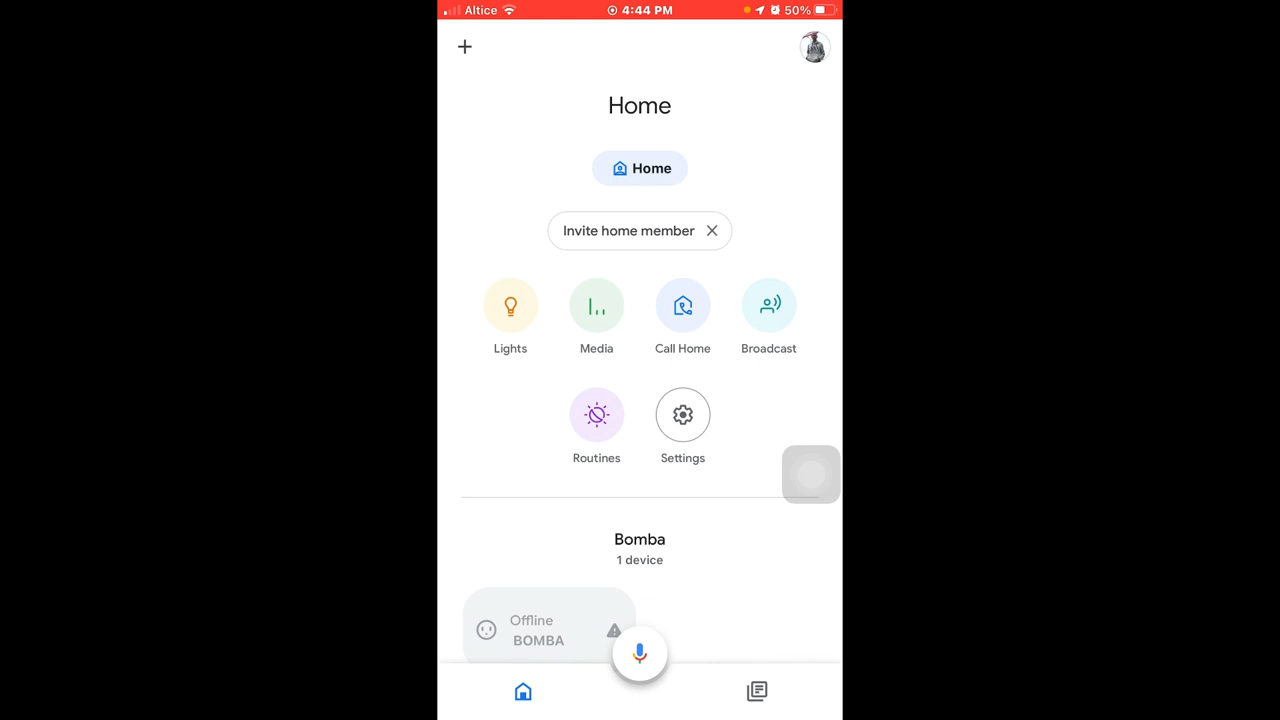 Altice 4:44 PM 50%
Home
Home
Invite home member
Lights Media Call Home Broadcast
Routines Settings
Bomba
1 device
Offline
BOMBA